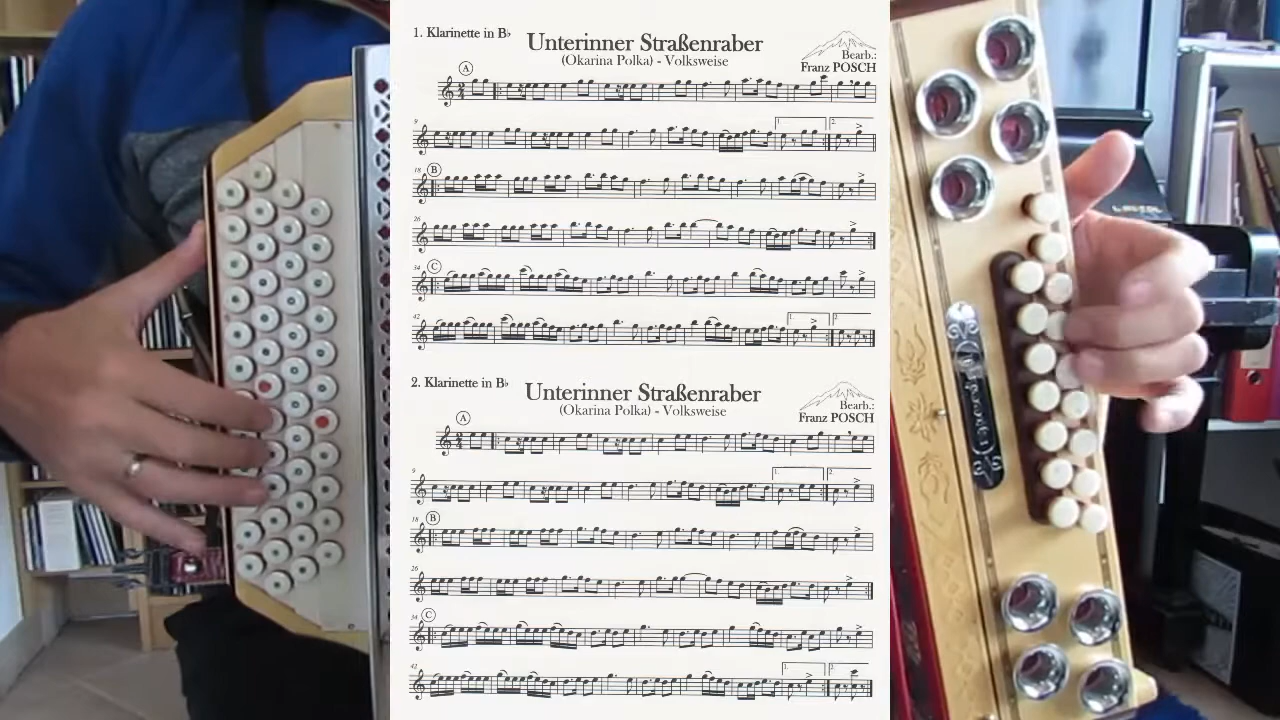 1. Klarinette in B♭
Unterinner Straßenraber
(Okarina Polka) - Volksweise
Bearb.:
Franz POSCH
A
1.
2.
9
18
B
26
34
C
42
1.
2.
2. Klarinette in B♭
Unterinner Straßenraber
(Okarina Polka) - Volksweise
Bearb.:
Franz POSCH
A
1.
2.
9
18
B
26
34
C
42
1.
2.